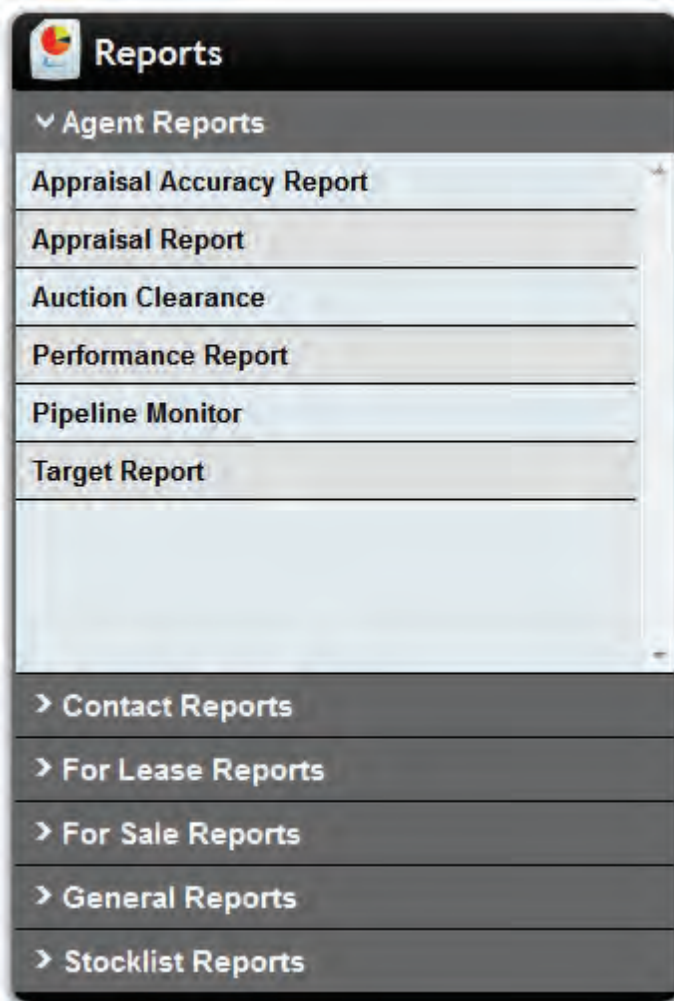 Reports
Agent Reports
Appraisal Accuracy Report
Appraisal Report
Auction Clearance
Performance Report
Pipeline Monitor
Target Report
Contact Reports
For Lease Reports
For Sale Reports
General Reports
Stocklist Reports